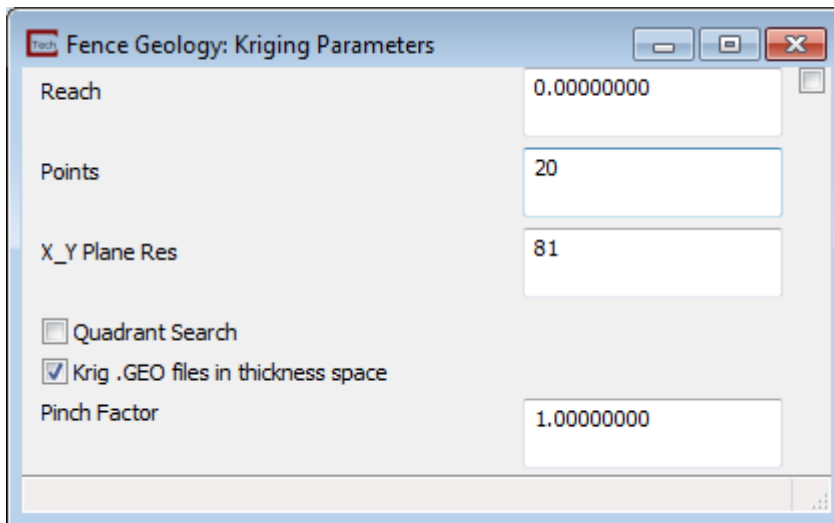 Tech Fence Geology: Kriging Parameters
Reach 0.00000000
Points 20
X_Y Plane Res 81
Quadrant Search
Krig .GEO files in thickness space
Pinch Factor 1.00000000